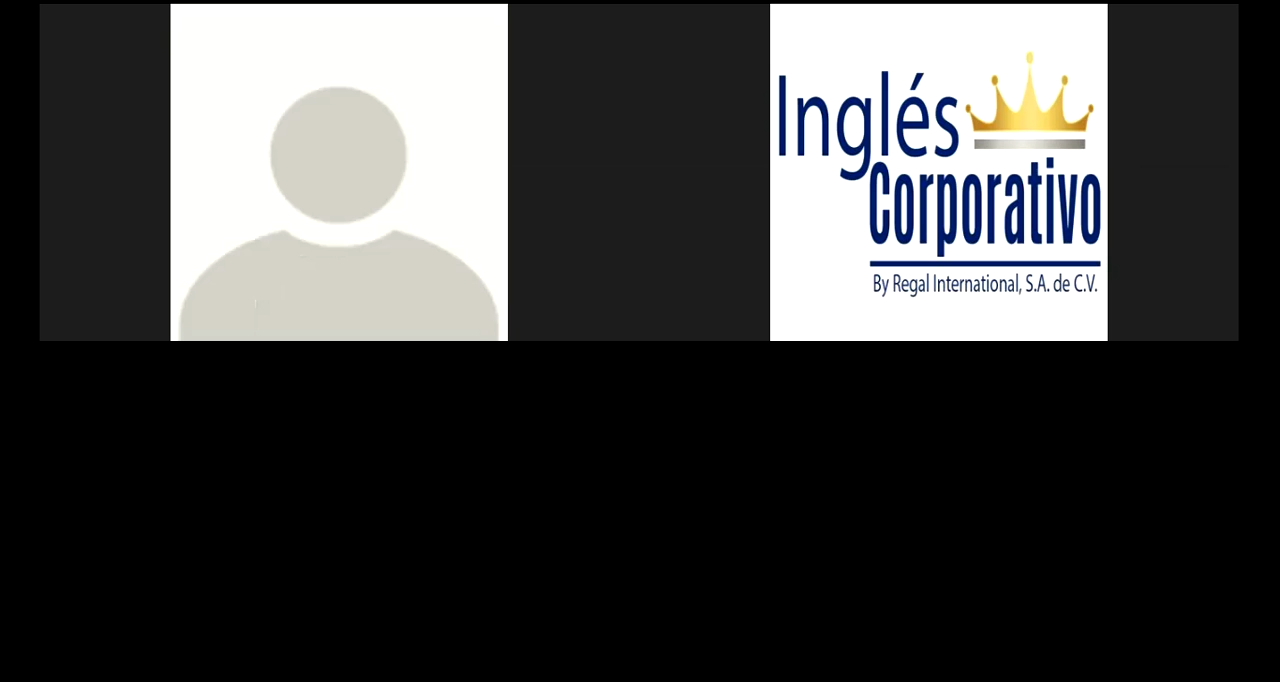 Inglés
Corporativo
By Regal International, S.A. de C.V.